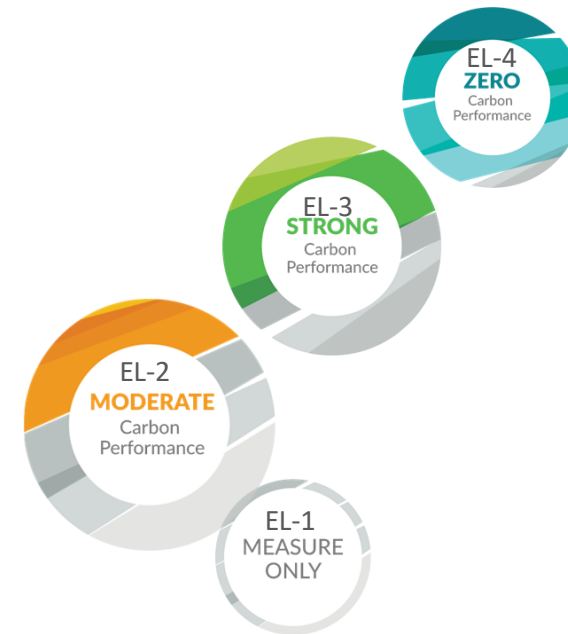 EL-4
ZERO
Carbon
Performance
EL-3
STRONG
Carbon
Performance
EL-2
MODERATE
Carbon
Performance
EL-1
MEASURE
ONLY